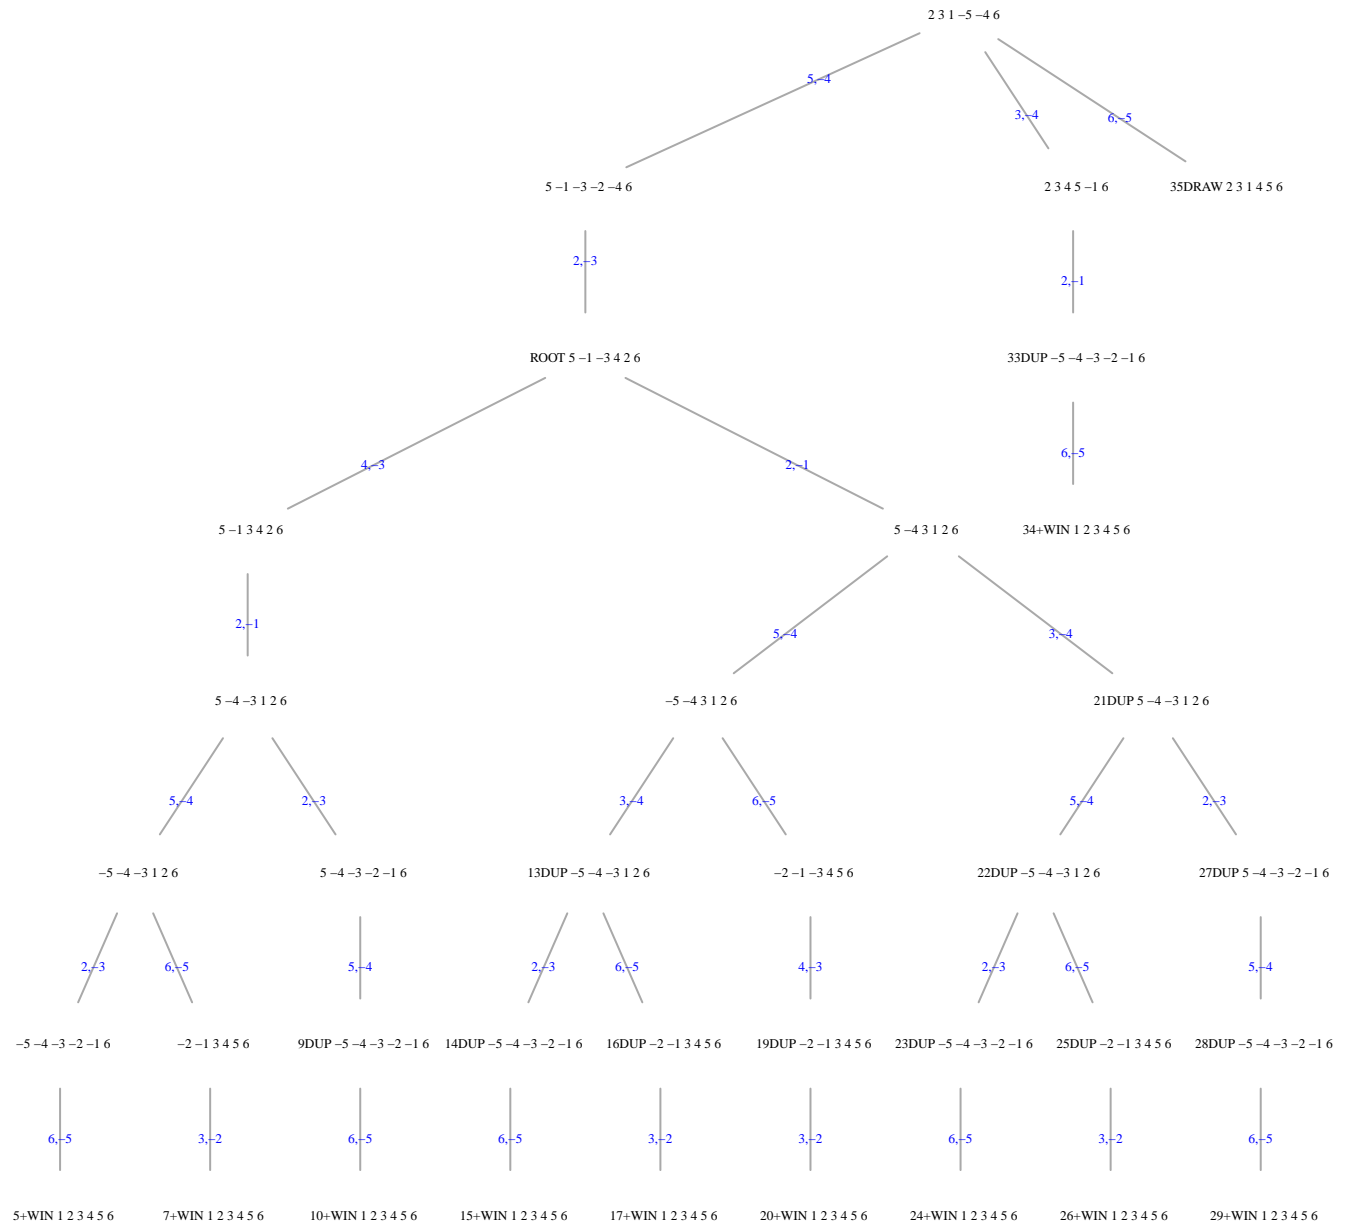 2 3 1 −5 −4 6
5,−4
3,−4
6,−5
5 −1 −3 −2 −4 6
2 3 4 5 −1 6
35DRAW 2 3 1 4 5 6
2,−3
2,−1
ROOT 5 −1 −3 4 2 6
33DUP −5 −4 −3 −2 −1 6
4,−3
2,−1
6,−5
5 −1 3 4 2 6
5 −4 3 1 2 6
34+WIN 1 2 3 4 5 6
2,−1
5,−4
3,−4
5 −4 −3 1 2 6
−5 −4 3 1 2 6
21DUP 5 −4 −3 1 2 6
5,−4
2,−3
3,−4
6,−5
5,−4
2,−3
−5 −4 −3 1 2 6
5 −4 −3 −2 −1 6
13DUP −5 −4 −3 1 2 6
−2 −1 −3 4 5 6
22DUP −5 −4 −3 1 2 6
27DUP 5 −4 −3 −2 −1 6
2,−3
6,−5
5,−4
2,−3
6,−5
4,−3
2,−3
6,−5
5,−4
−5 −4 −3 −2 −1 6
−2 −1 3 4 5 6
9DUP −5 −4 −3 −2 −1 6
14DUP −5 −4 −3 −2 −1 6
16DUP −2 −1 3 4 5 6
19DUP −2 −1 3 4 5 6
23DUP −5 −4 −3 −2 −1 6
25DUP −2 −1 3 4 5 6
28DUP −5 −4 −3 −2 −1 6
6,−5
3,−2
6,−5
6,−5
3,−2
3,−2
6,−5
3,−2
6,−5
5+WIN 1 2 3 4 5 6
7+WIN 1 2 3 4 5 6
10+WIN 1 2 3 4 5 6
15+WIN 1 2 3 4 5 6
17+WIN 1 2 3 4 5 6
20+WIN 1 2 3 4 5 6
24+WIN 1 2 3 4 5 6
26+WIN 1 2 3 4 5 6
29+WIN 1 2 3 4 5 6